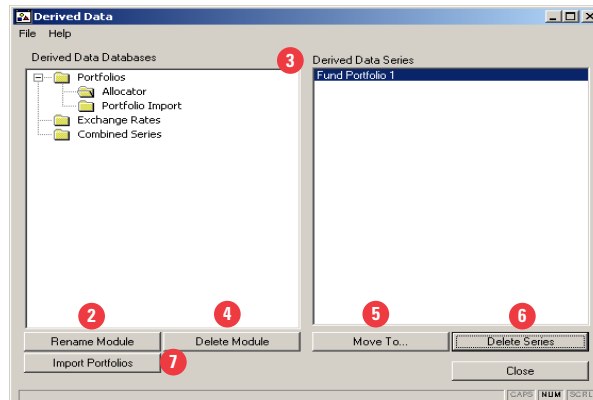 Derived Data
File Help
Derived Data Databases
3
Derived Data Series
Portfolios
Allocator
Portfolio Import
Exchange Rates
Combined Series
Fund Portfolio 1
2
4
5
6
Rename Module
Delete Module
Move To...
Delete Series
Import Portfolios
7
Close
CAPS NUM SCRL